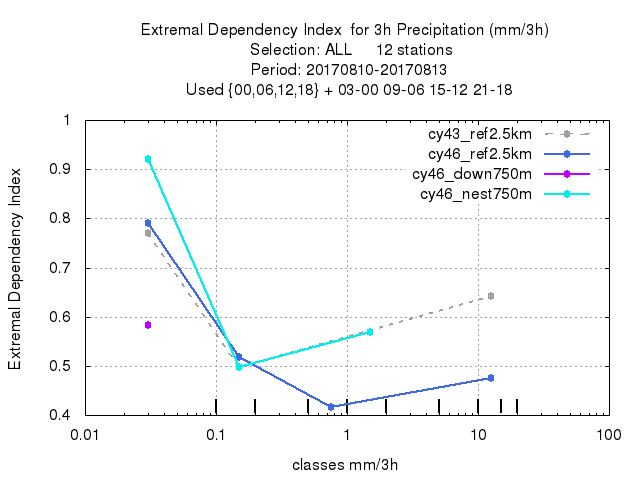 Extremal Dependency Index  for 3h Precipitation (mm/3h)
Selection: ALL     12 stations
Period: 20170810-20170813
Used {00,06,12,18} + 03-00 09-06 15-12 21-18
cy43_ref2.5km
cy46_ref2.5km
cy46_down750m
cy46_nest750m
Extremal Dependency Index
1
0.9
0.8
0.7
0.6
0.5
0.4
0.01 0.1 1 10 100
classes mm/3h